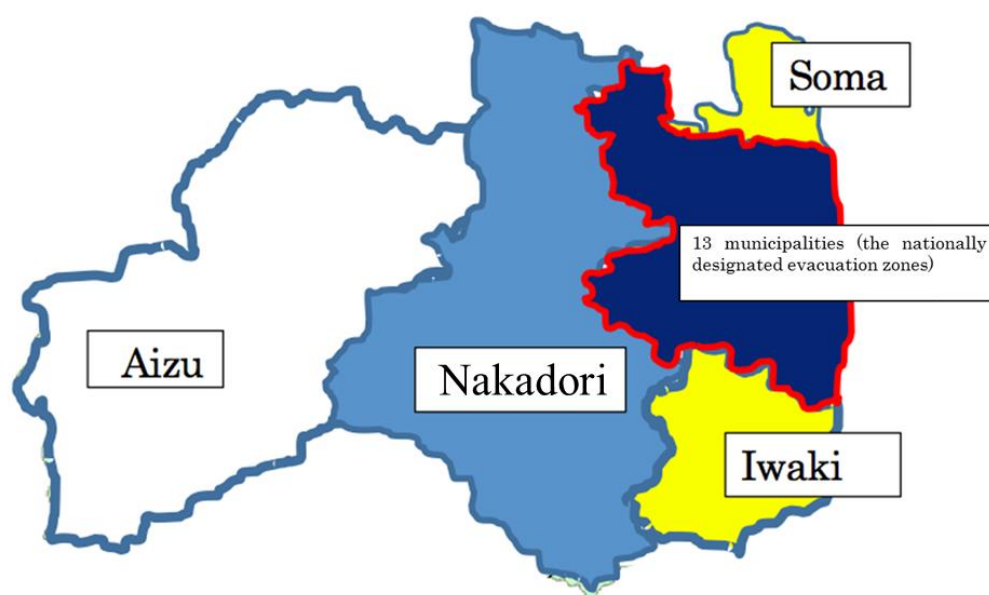 Soma
13 municipalities (the nationally
designated evacuation zones)
Aizu
Nakadori
Iwaki